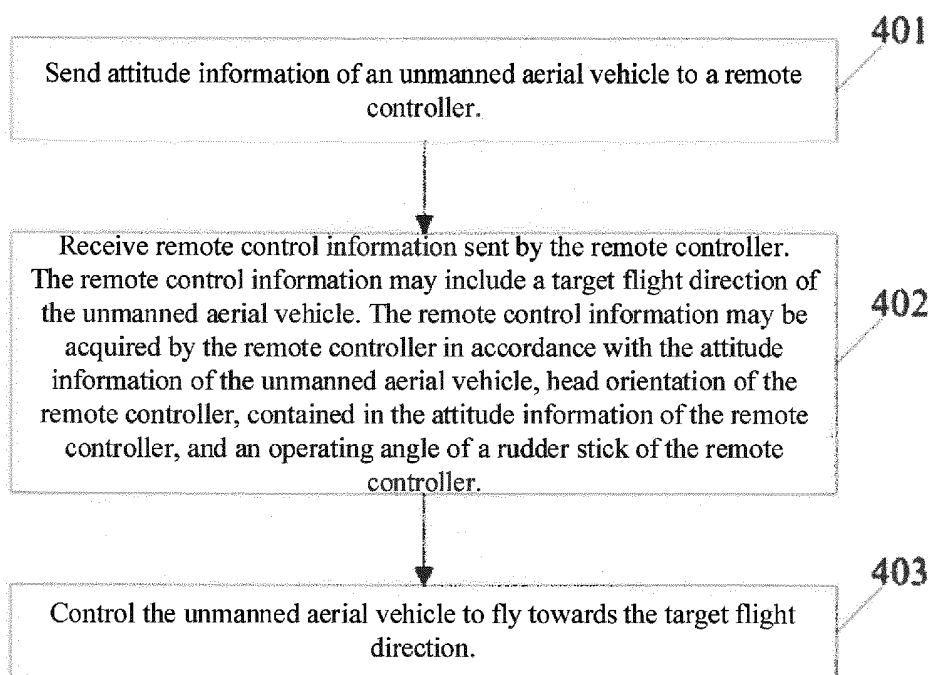 401
Send attitude information of an unmanned aerial vehicle to a remote
controller.
Receive remote control information sent by the remote controller.
The remote control information may include a target flight direction of
the unmanned aerial vehicle. The remote control information may be
acquired by the remote controller in accordance with the attitude
information of the unmanned aerial vehicle, head orientation of the
remote controller, contained in the attitude information of the remote
controller, and an operating angle of a rudder stick of the remote
controller.
402
403
Control the unmanned aerial vehicle to fly towards the target flight
direction.